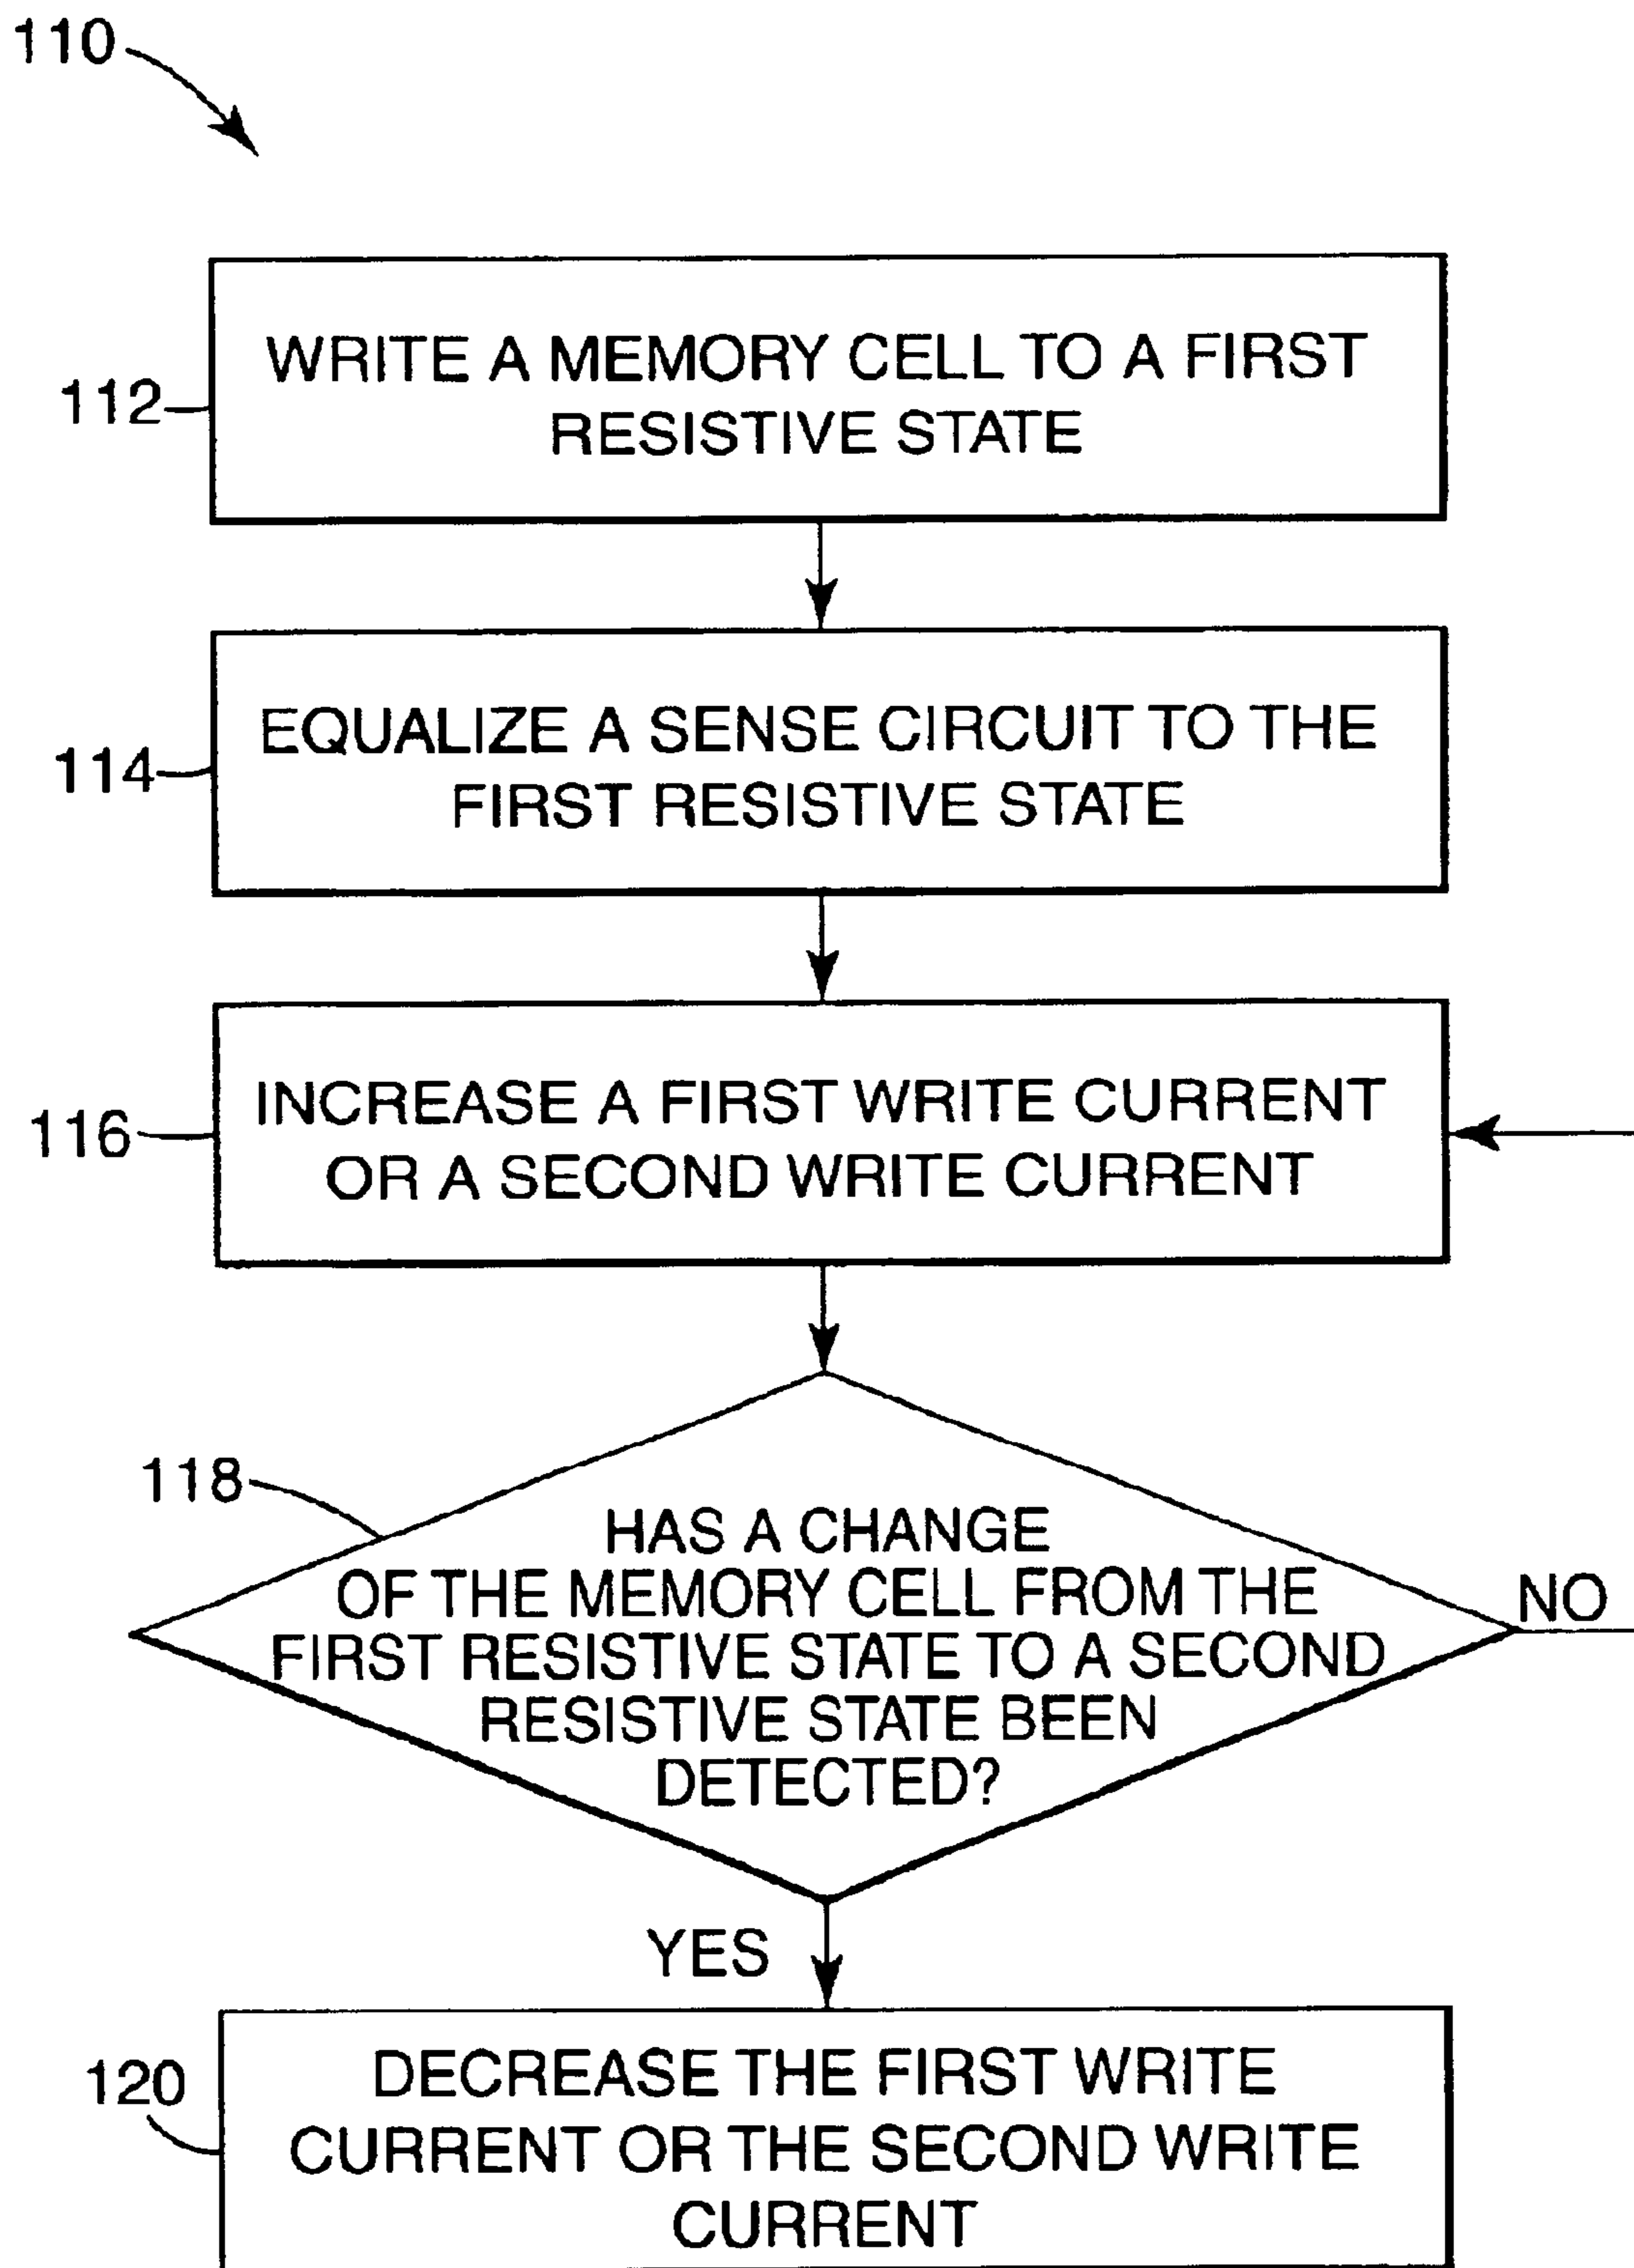 110
112
WRITE A MEMORY CELL TO A FIRST
RESISTIVE STATE
114
EQUALIZE A SENSE CIRCUIT TO THE
FIRST RESISTIVE STATE
116
INCREASE A FIRST WRITE CURRENT
OR A SECOND WRITE CURRENT
118
HAS A CHANGE
OF THE MEMORY CELL FROM THE
FIRST RESISTIVE STATE TO A SECOND
RESISTIVE STATE BEEN
DETECTED?
NO
YES
120
DECREASE THE FIRST WRITE
CURRENT OR THE SECOND WRITE
CURRENT